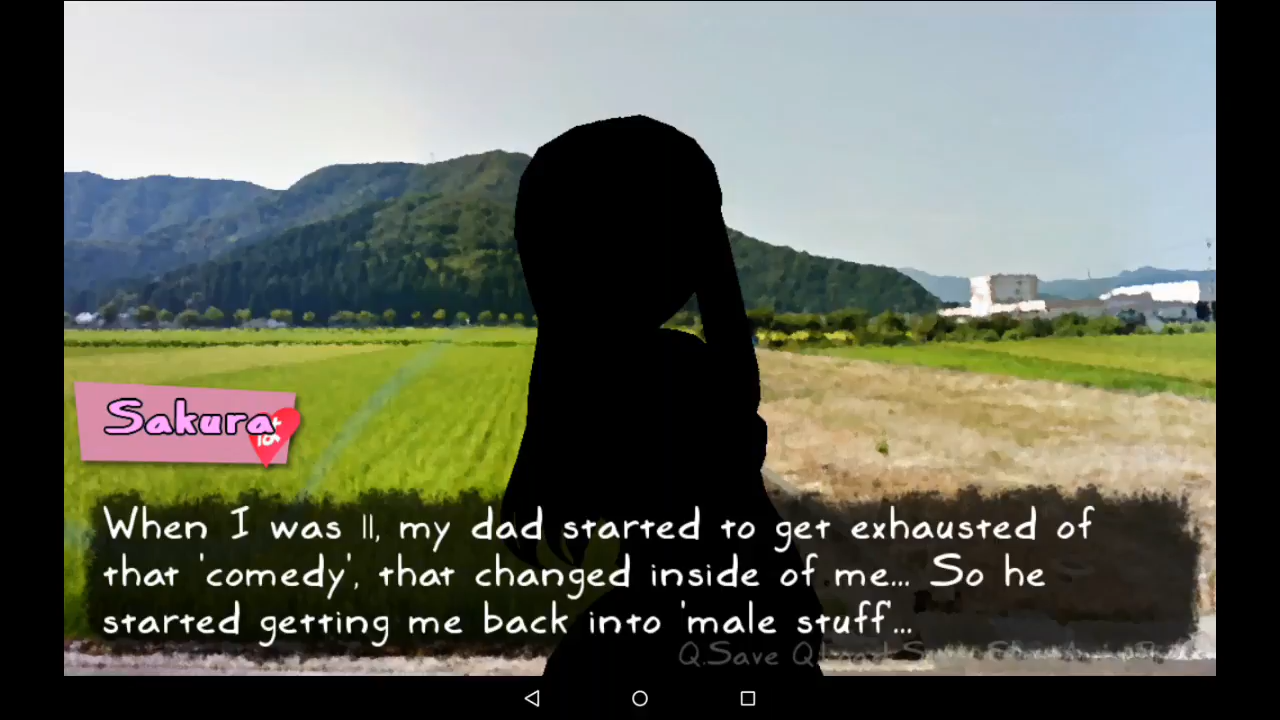 Sakura
When I was 11, my dad started to get exhausted of
that 'comedy', that changed inside of me... So he
started getting me back into 'male stuff'...
Q.Save